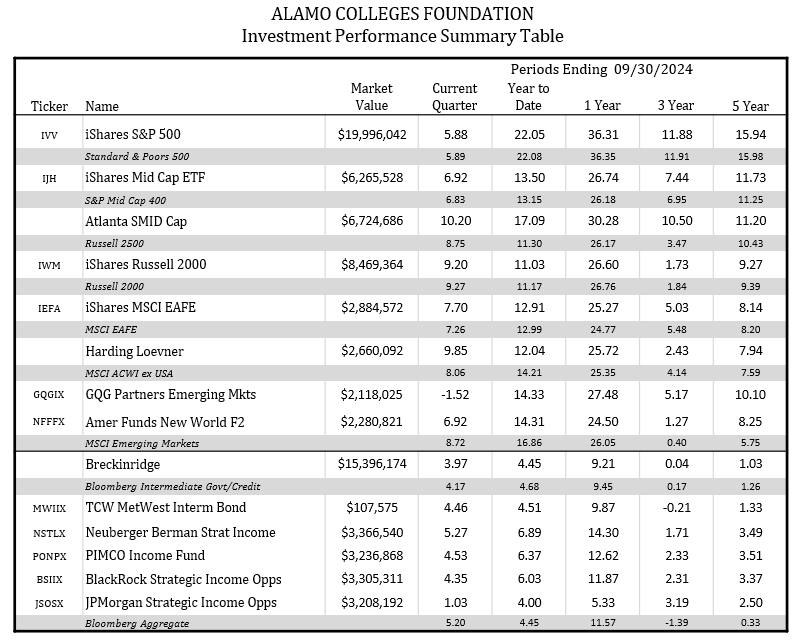 ALAMO COLLEGES FOUNDATION
Investment Performance Summary Table
Periods Ending 09/30/2024
Market Current Year to
Ticker Name Value Quarter Date 1 Year 3 Year 5 Year
IVV iShares S&P 500 $19,996,042 5.88 22.05 36.31 11.88 15.94
Standard & Poors 500 5.89 22.08 36.35 11.91 15.98
IJH iShares Mid Cap ETF $6,265,528 6.92 13.50 26.74 7.44 11.73
S&P Mid Cap 400 6.83 13.15 26.18 6.95 11.25
Atlanta SMID Cap $6,724,686 10.20 17.09 30.28 10.50 11.20
Russell 2500 8.75 11.30 26.17 3.47 10.43
IWM iShares Russell 2000 $8,469,364 9.20 11.03 26.60 1.73 9.27
Russell 2000 9.27 11.17 26.76 1.84 9.39
IEFA iShares MSCI EAFE $2,884,572 7.70 12.91 25.27 5.03 8.14
MSCI EAFE 7.26 12.99 24.77 5.48 8.20
Harding Loevner $2,660,092 9.85 12.04 25.72 2.43 7.94
MSCI ACWI ex USA 8.06 14.21 25.35 4.14 7.59
GQGIX GQG Partners Emerging Mkts $2,118,025 -1.52 14.33 27.48 5.17 10.10
NFFFX Amer Funds New World F2 $2,280,821 6.92 14.31 24.50 1.27 8.25
MSCI Emerging Markets 8.72 16.86 26.05 0.40 5.75
Breckinridge $15,396,174 3.97 4.45 9.21 0.04 1.03
Bloomberg Intermediate Govt/Credit 4.17 4.68 9.45 0.17 1.26
MWIIX TCW MetWest Interm Bond $107,575 4.46 4.51 9.87 -0.21 1.33
NSTLX Neuberger Berman Strat Income $3,366,540 5.27 6.89 14.30 1.71 3.49
PONPX PIMCO Income Fund $3,236,868 4.53 6.37 12.62 2.33 3.51
BSIIX BlackRock Strategic Income Opps $3,305,311 4.35 6.03 11.87 2.31 3.37
JSOSX JPMorgan Strategic Income Opps $3,208,192 1.03 4.00 5.33 3.19 2.50
Bloomberg Aggregate 5.20 4.45 11.57 -1.39 0.33